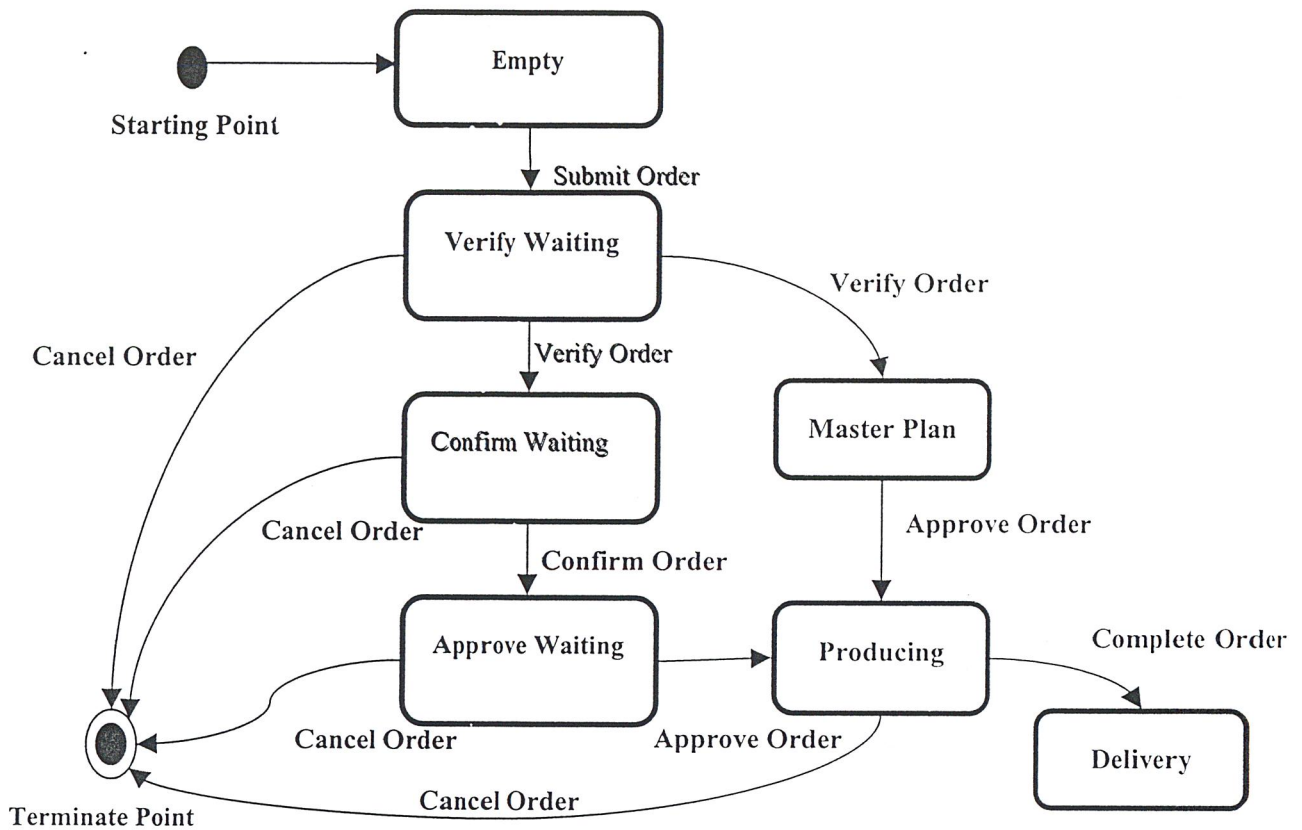 Empty
Starting Point
Submit Order
Verify Waiting
Verify Order
Cancel Order
Verify Order
Master Plan
Confirm Waiting
Cancel Order
Approve Order
Confirm Order
Approve Waiting
Producing
Complete Order
Cancel Order
Approve Order
Delivery
Cancel Order
Terminate Point